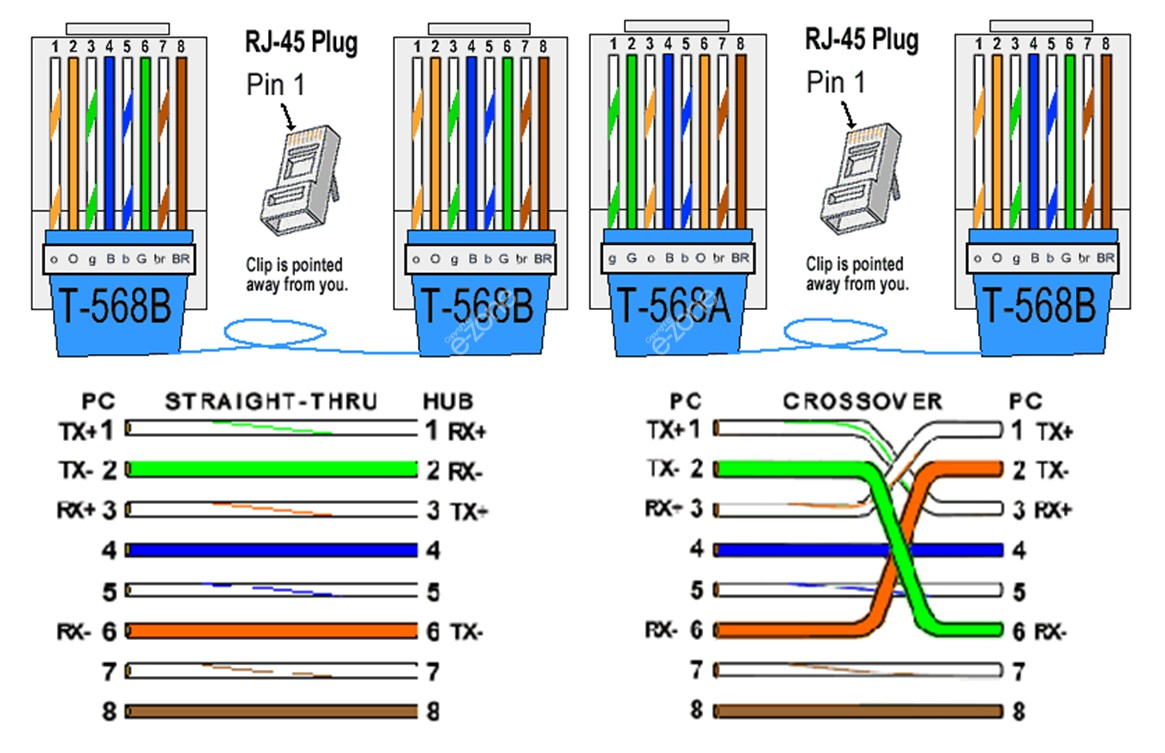 1 2 3 4 5 6 7 8
RJ-45 Plug
Pin 1
Clip is pointed
away from you.
o O g B b G br BR
T-568B
1 2 3 4 5 6 7 8
o O g B b G br BR
T-568B
Copyright
e-zone
1 2 3 4 5 6 7 8
g G o B b O br BR
T-568A
Copyright
e-zone
RJ-45 Plug
Pin 1
Clip is pointed
away from you.
1 2 3 4 5 6 7 8
o O g B b G br BR
T-568B
PC STRAIGHT-THRU HUB
TX+ 1 1 RX+
TX- 2 2 RX-
RX+ 3 3 TX+
4 4
5 5
RX- 6 6 TX-
7 7
8 8
PC CROSSOVER PC
TX+ 1 1 TX+
TX- 2 2 TX-
RX+ 3 3 RX+
4 4
5 5
RX- 6 6 RX-
7 7
8 8